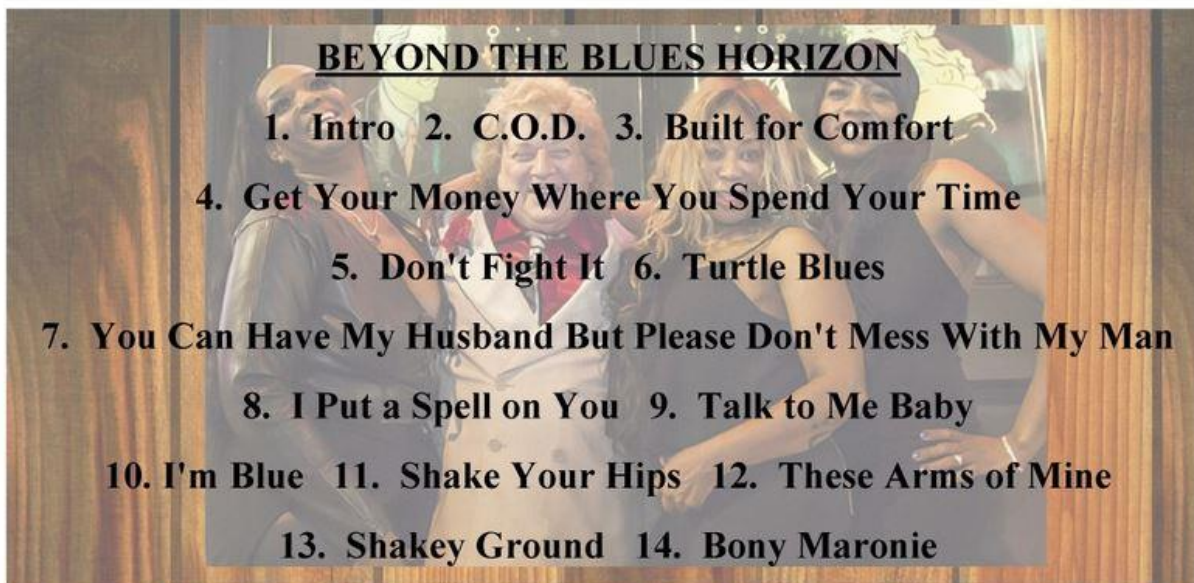 BEYOND THE BLUES HORIZON
1. Intro 2. C.O.D. 3. Built for Comfort
4. Get Your Money Where You Spend Your Time
5. Don't Fight It 6. Turtle Blues
7. You Can Have My Husband But Please Don't Mess With My Man
8. I Put a Spell on You 9. Talk to Me Baby
10. I'm Blue 11. Shake Your Hips 12. These Arms of Mine
13. Shakey Ground 14. Bony Maronie